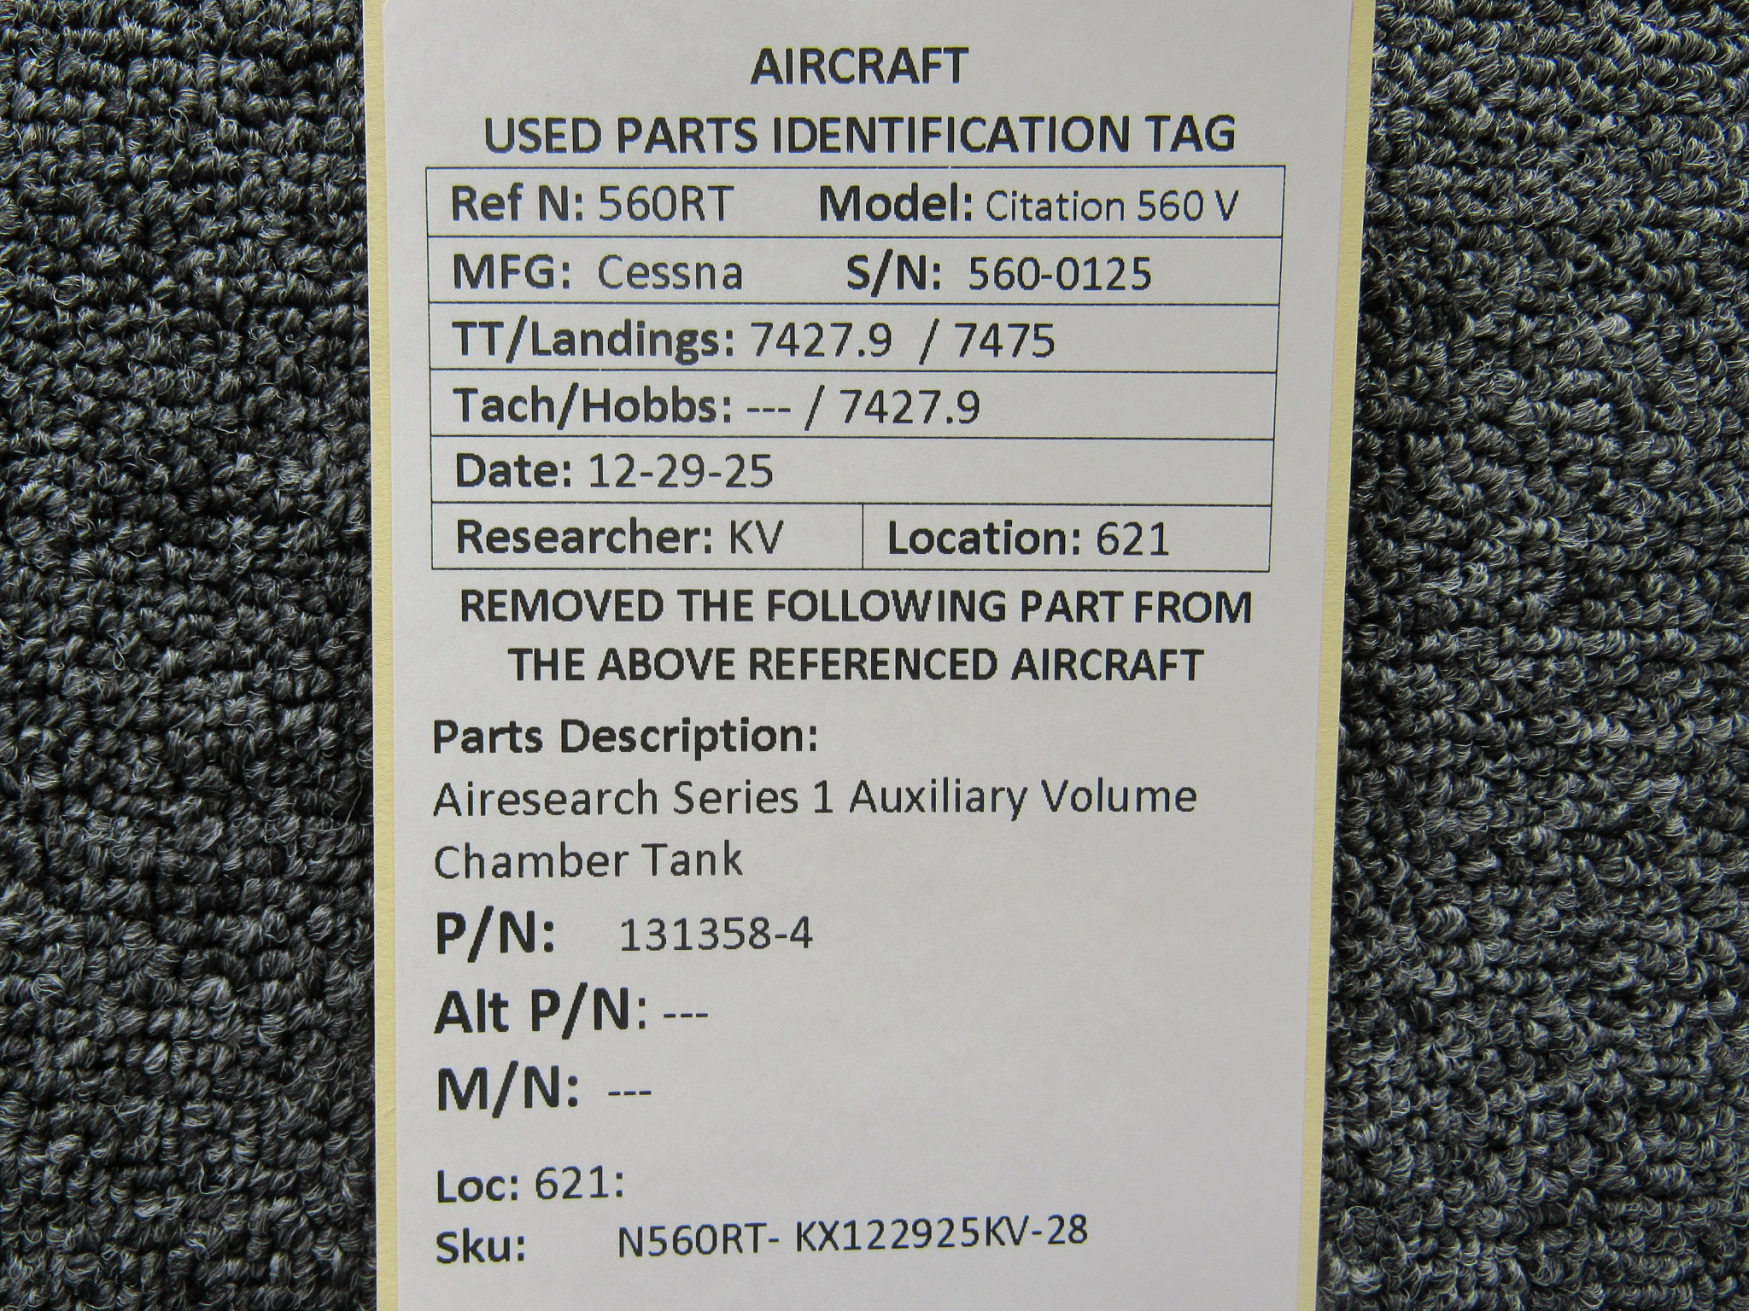 AIRCRAFT
USED PARTS IDENTIFICATION TAG
Ref N: 560RT Model: Citation 560 V
MFG: Cessna S/N: 560-0125
TT/Landings: 7427.9 / 7475
Tach/Hobbs: --- / 7427.9
Date: 12-29-25
Researcher: KV Location: 621
REMOVED THE FOLLOWING PART FROM
THE ABOVE REFERENCED AIRCRAFT
Parts Description:
Airesearch Series 1 Auxiliary Volume
Chamber Tank
P/N: 131358-4
Alt P/N: ---
M/N: ---
Loc: 621:
Sku: N560RT- KX122925KV-28